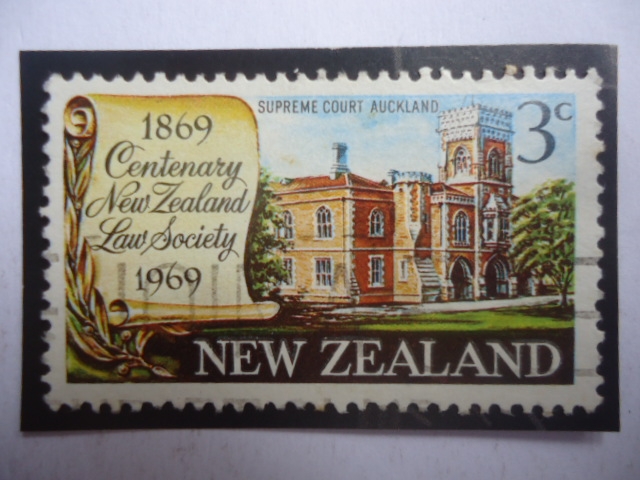 1869
Centenary
New Zealand
Law Society
1969
SUPREME COURT AUCKLAND
3c
NEW ZEALAND